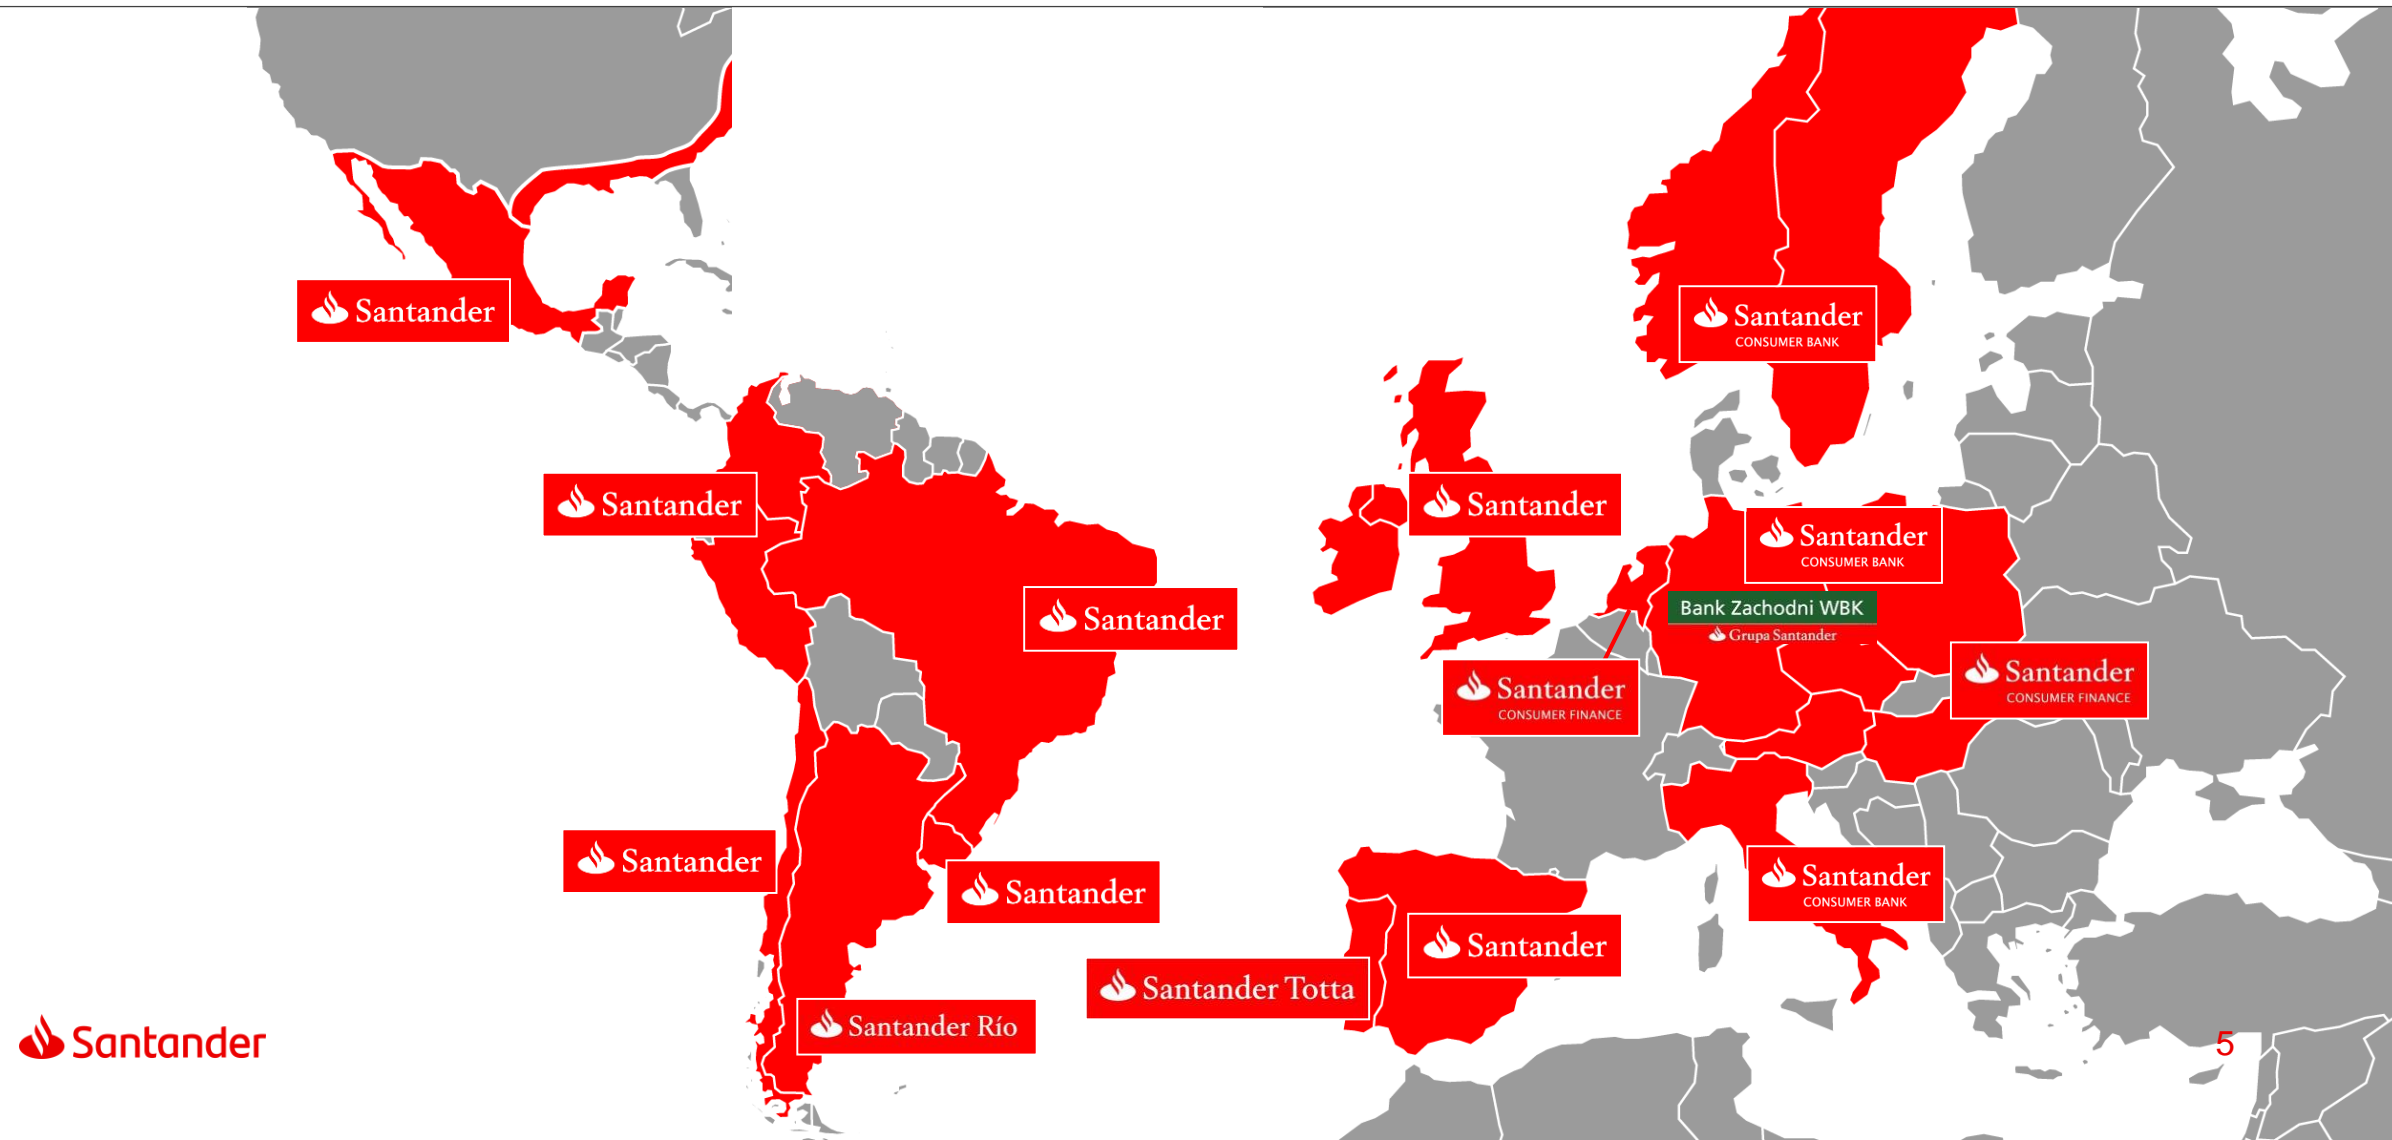 Santander
Santander
CONSUMER BANK
Santander
Santander
Santander
CONSUMER BANK
Santander
Bank Zachodni WBK
Grupa Santander
Santander
CONSUMER FINANCE
Santander
CONSUMER FINANCE
Santander
Santander
Santander
CONSUMER BANK
Santander
Santander Totta
Santander Río
Santander
5